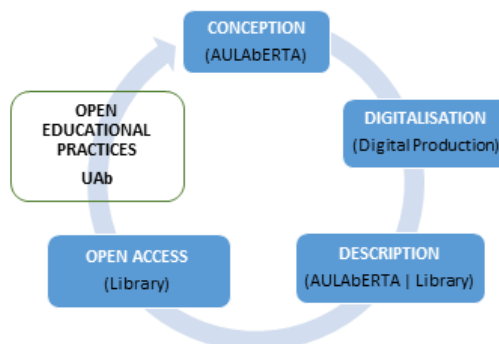 CONCEPTION
(AULAbERTA)
DIGITALISATION
(Digital Production)
DESCRIPTION
(AULAbERTA | Library)
OPEN ACCESS
(Library)
OPEN
EDUCATIONAL
PRACTICES
UAb